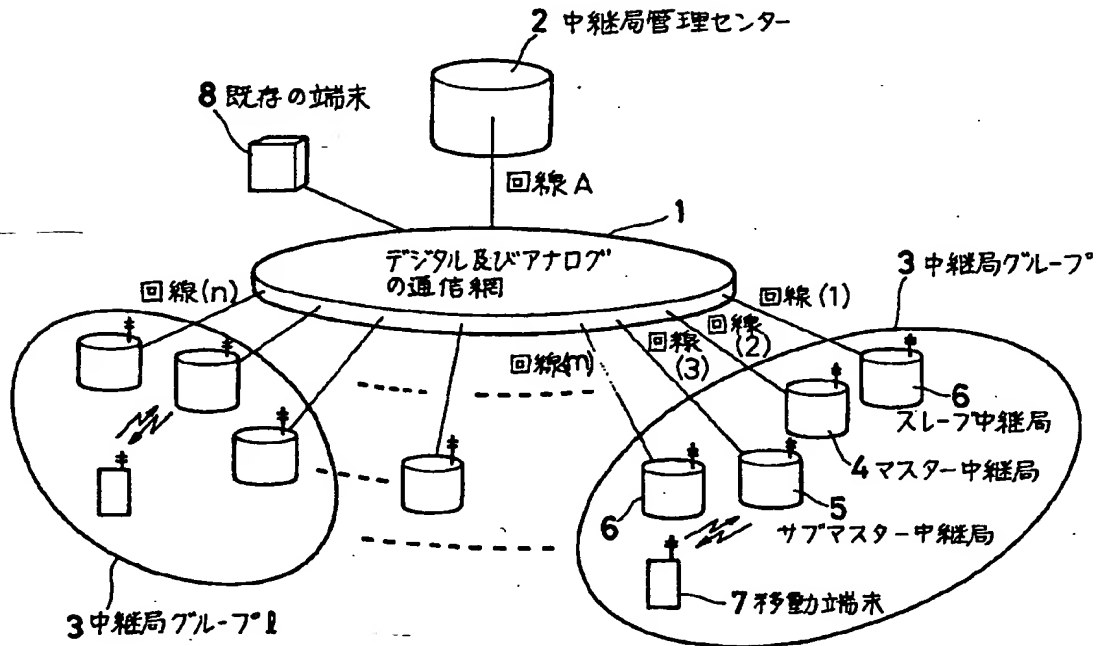 2 中継局管理センター
8 既存の端末
回線A
1
デジタル及びアナログ
の通信網
3 中継局グループ
回線(n)
回線(1)
回線
(2)
回線
(3)
回線(m)
6
スレーブ中継局
4 マスター中継局
5
サブマスター中継局
6
7 移動端末
3 中継局グループl